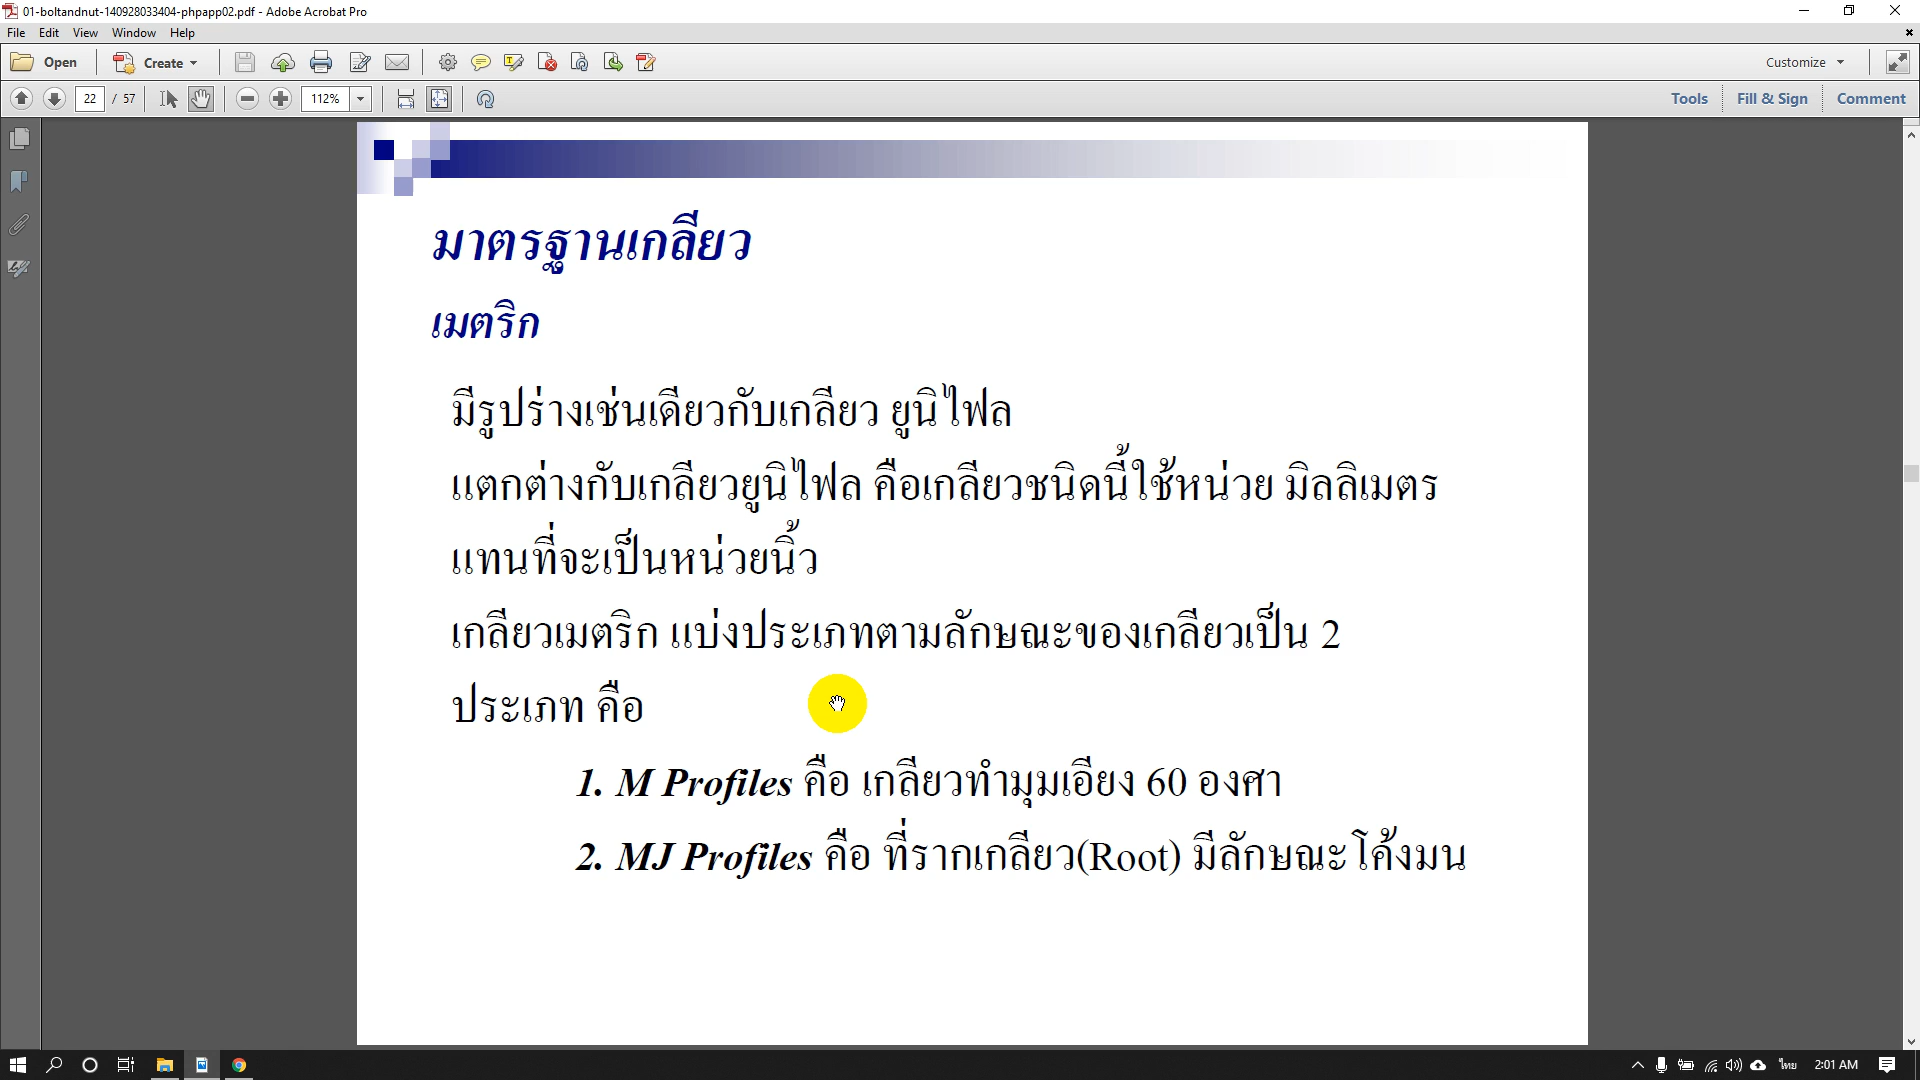 01-boltandnut-140928033404-phpapp02.pdf - Adobe Acrobat Pro
File Edit View Window Help
Open Create Customize
22 / 57 112% Tools Fill & Sign Comment
มาตรฐานเกลียว
เมตริก
มีรูปร่างเช่นเดียวกับเกลียว ยูนิไฟล
แตกต่างกับเกลียวยูนิไฟล คือเกลียวชนิดนี้ใช้หน่วย มิลลิเมตร
แทนที่จะเป็นหน่วยนิ้ว
เกลียวเมตริก แบ่งประเภทตามลักษณะของเกลียวเป็น 2
ประเภท คือ
1. M Profiles คือ เกลียวทำมุมเอียง 60 องศา
2. MJ Profiles คือ ที่รากเกลียว(Root) มีลักษณะโค้งมน
ไทย 2:01 AM